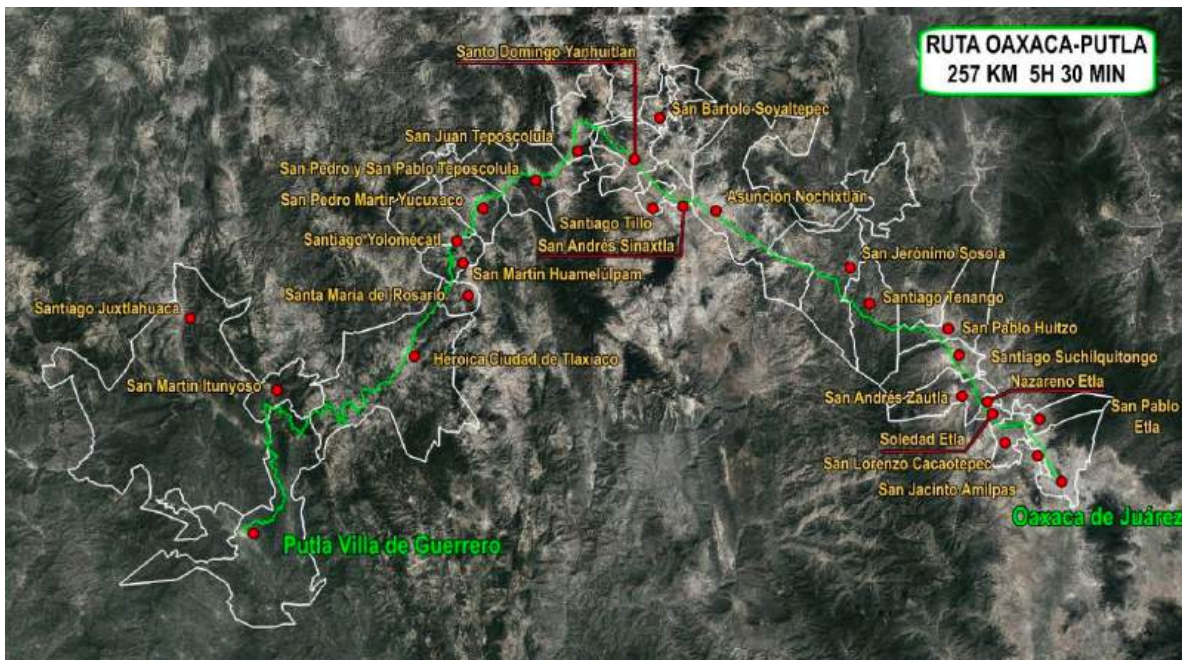 RUTA OAXACA-PUTLA
257 KM 5H 30 MIN
Santo Domingo Yanhuitlán
San Bartolo Soyaltepec
San Juan Teposcolula
San Pedro y San Pablo Teposcolula
San Pedro Martir Yucuxaco
Asunción Nochixtlán
Santiago Tillo
Santiago Yolomécatl
San Andrés Sinaxtla
San Jerónimo Sosola
San Martín Huamelúlpam
Santa María del Rosario
Santiago Tenango
Santiago Juxtlahuaca
San Pablo Huitzo
Heroica Ciudad de Tlaxiaco
Santiago Suchilquitongo
San Martín Itunyoso
Nazareno Etla
San Andrés Zautla
San Pablo
Etla
Soledad Etla
San Lorenzo Cacaotepec
San Jacinto Amilpas
Oaxaca de Juárez
Putla Villa de Guerrero